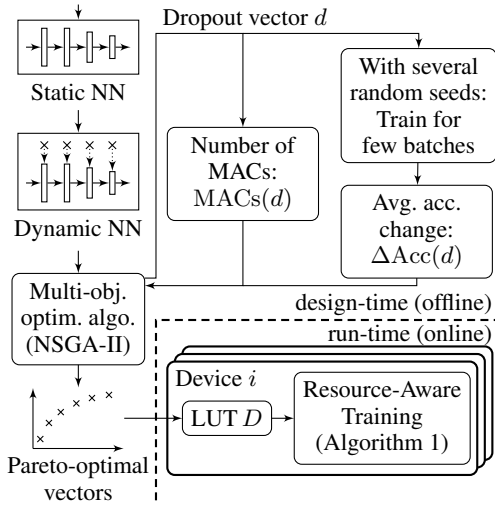 Dropout vector d
Static NN
With several
random seeds:
Train for
few batches
Number of
MACs:
MACs(d)
Dynamic NN
Avg. acc.
change:
ΔAcc(d)
Multi-obj.
optim. algo.
(NSGA-II)
design-time (offline)
run-time (online)
Device i
LUT D
Resource-Aware
Training
(Algorithm 1)
Pareto-optimal
vectors